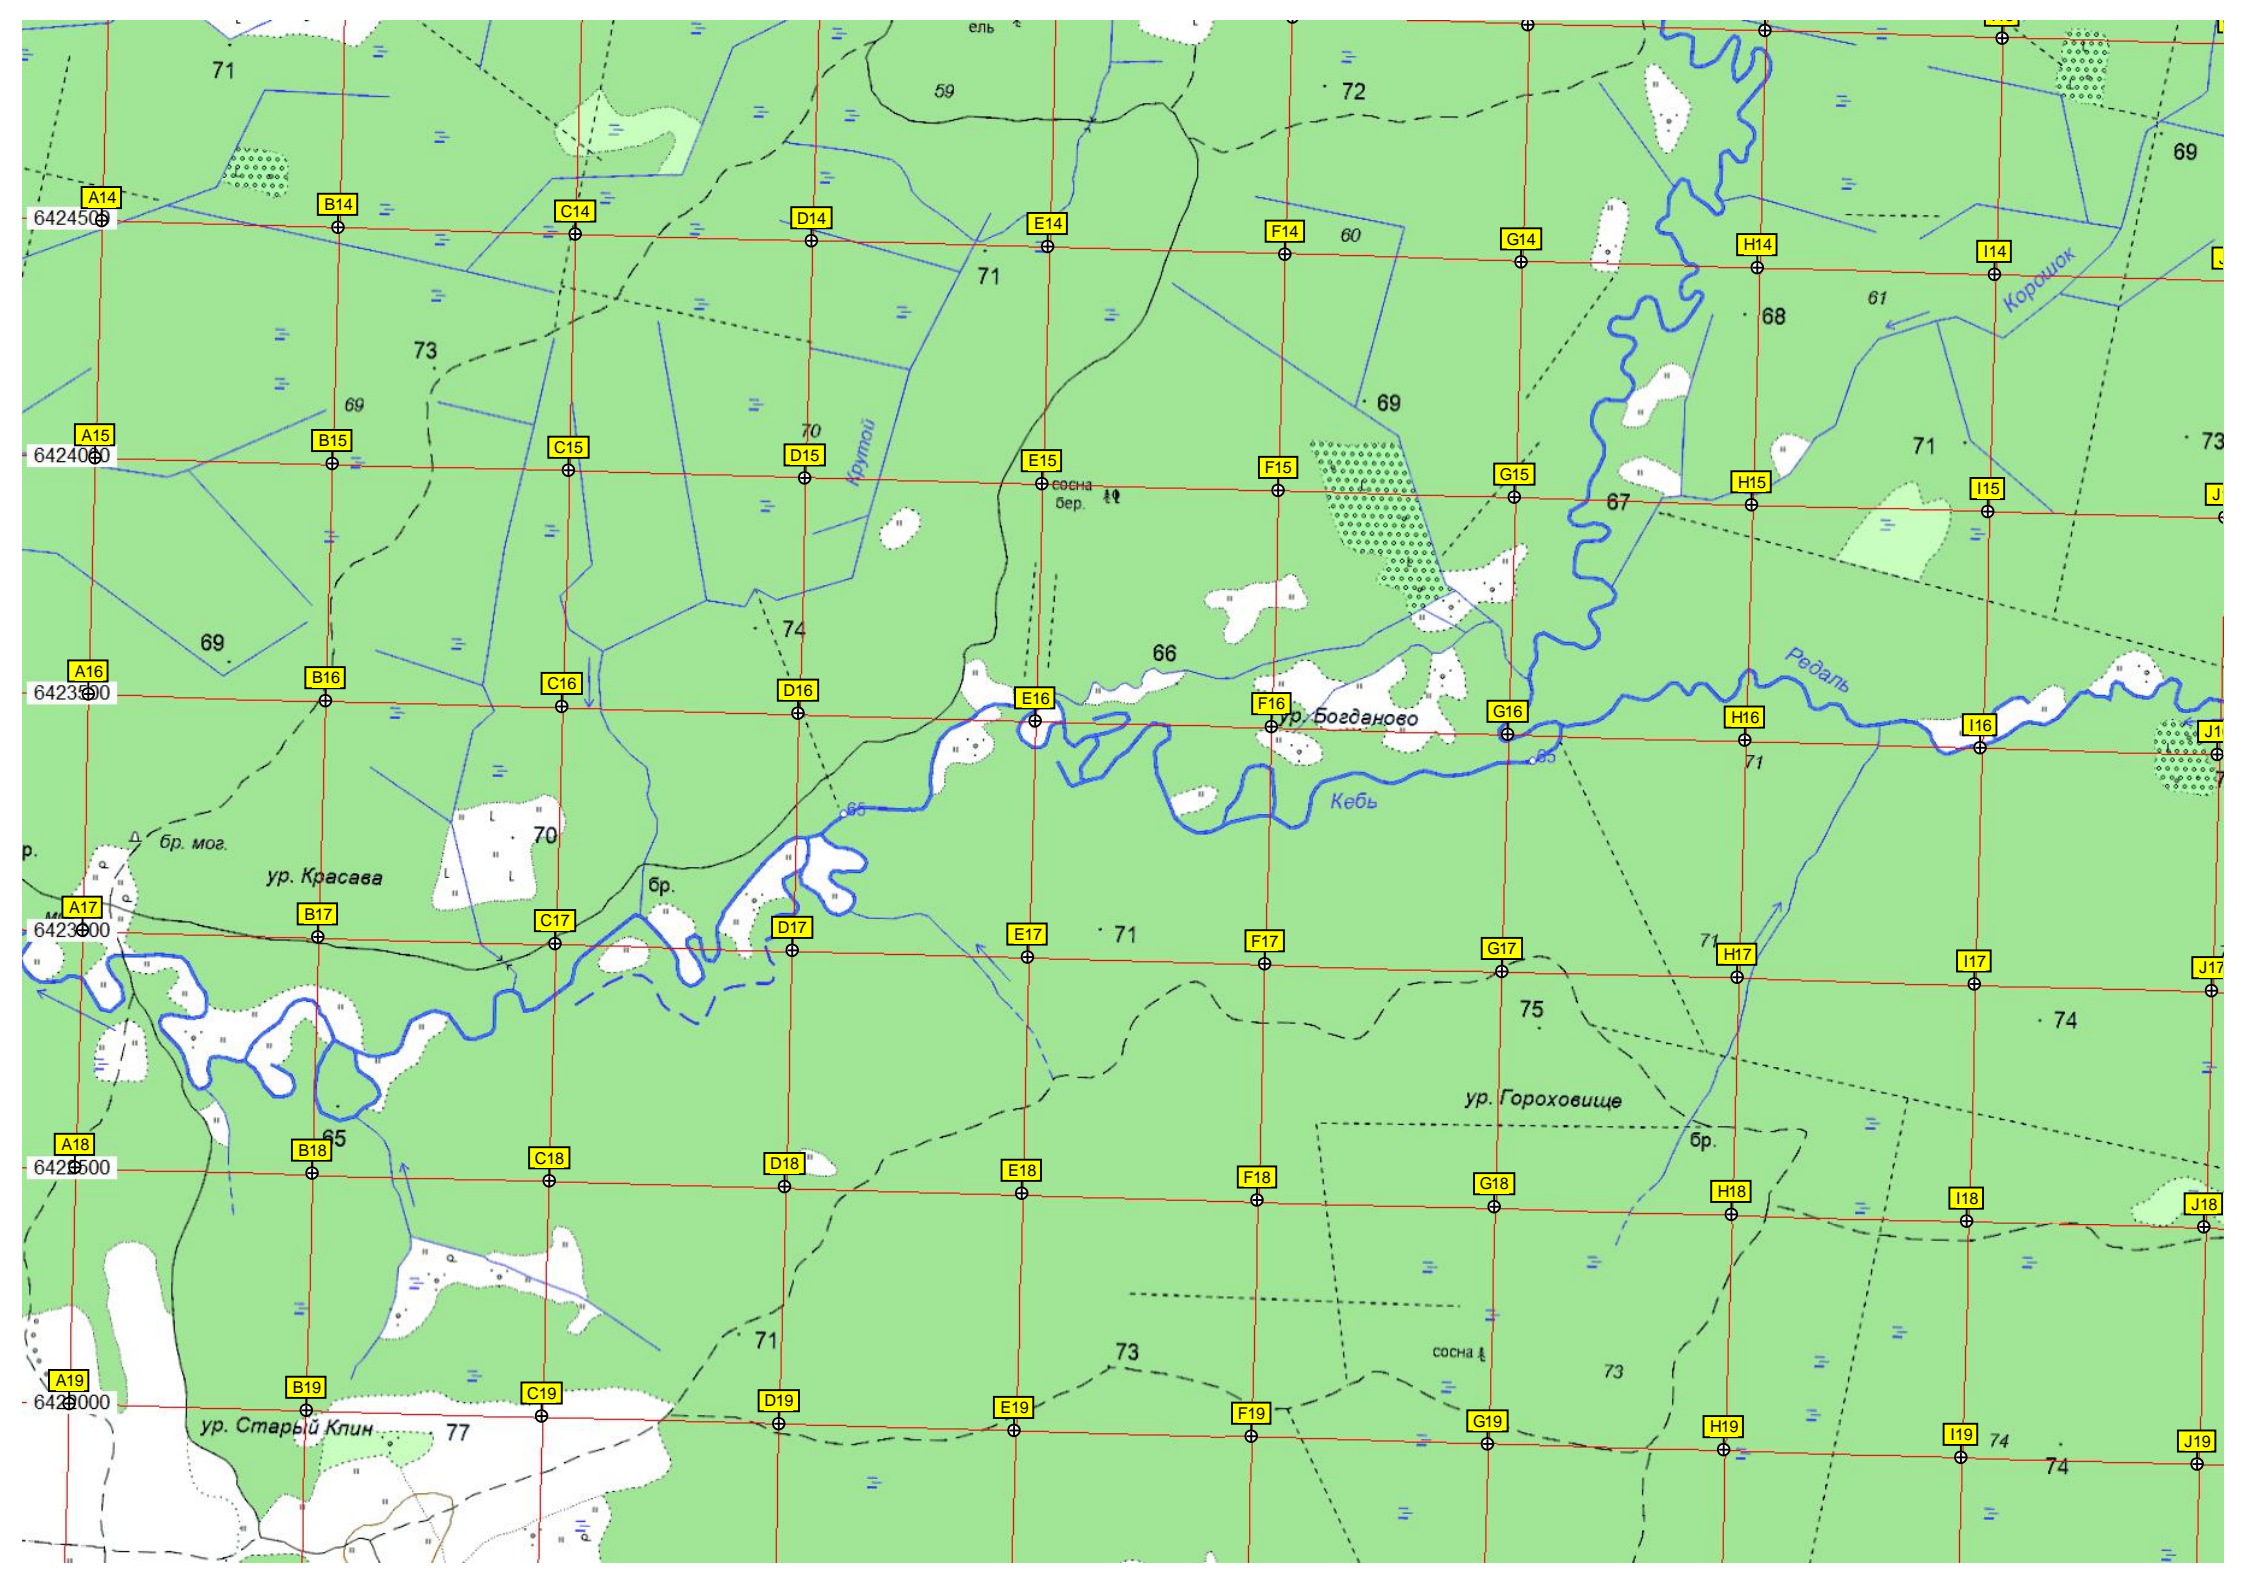 ель
71
59
72
69
A14
B14
C14
D14
E14
F14
G14
H14
I14
60
71
Корошок
61
68
73
69
69
70
Крутой
71
73
A15
B15
C15
D15
E15
F15
G15
H15
I15
6424000
сосна
бер.
67
69
74
66
Редаль
A16
B16
C16
D16
E16
F16
G16
H16
I16
ур. Богданово
71
65
65
Кебь
70
бр. мог.
р.
ур. Красава
бр.
A17
B17
C17
D17
E17
F17
G17
H17
I17
J17
71
71
75
74
ур. Гороховище
65
бр.
A18
B18
C18
D18
E18
F18
G18
H18
I18
J18
71
73
сосна
73
A19
B19
C19
D19
E19
F19
G19
H19
I19
J19
ур. Старый Клин
77
74
74